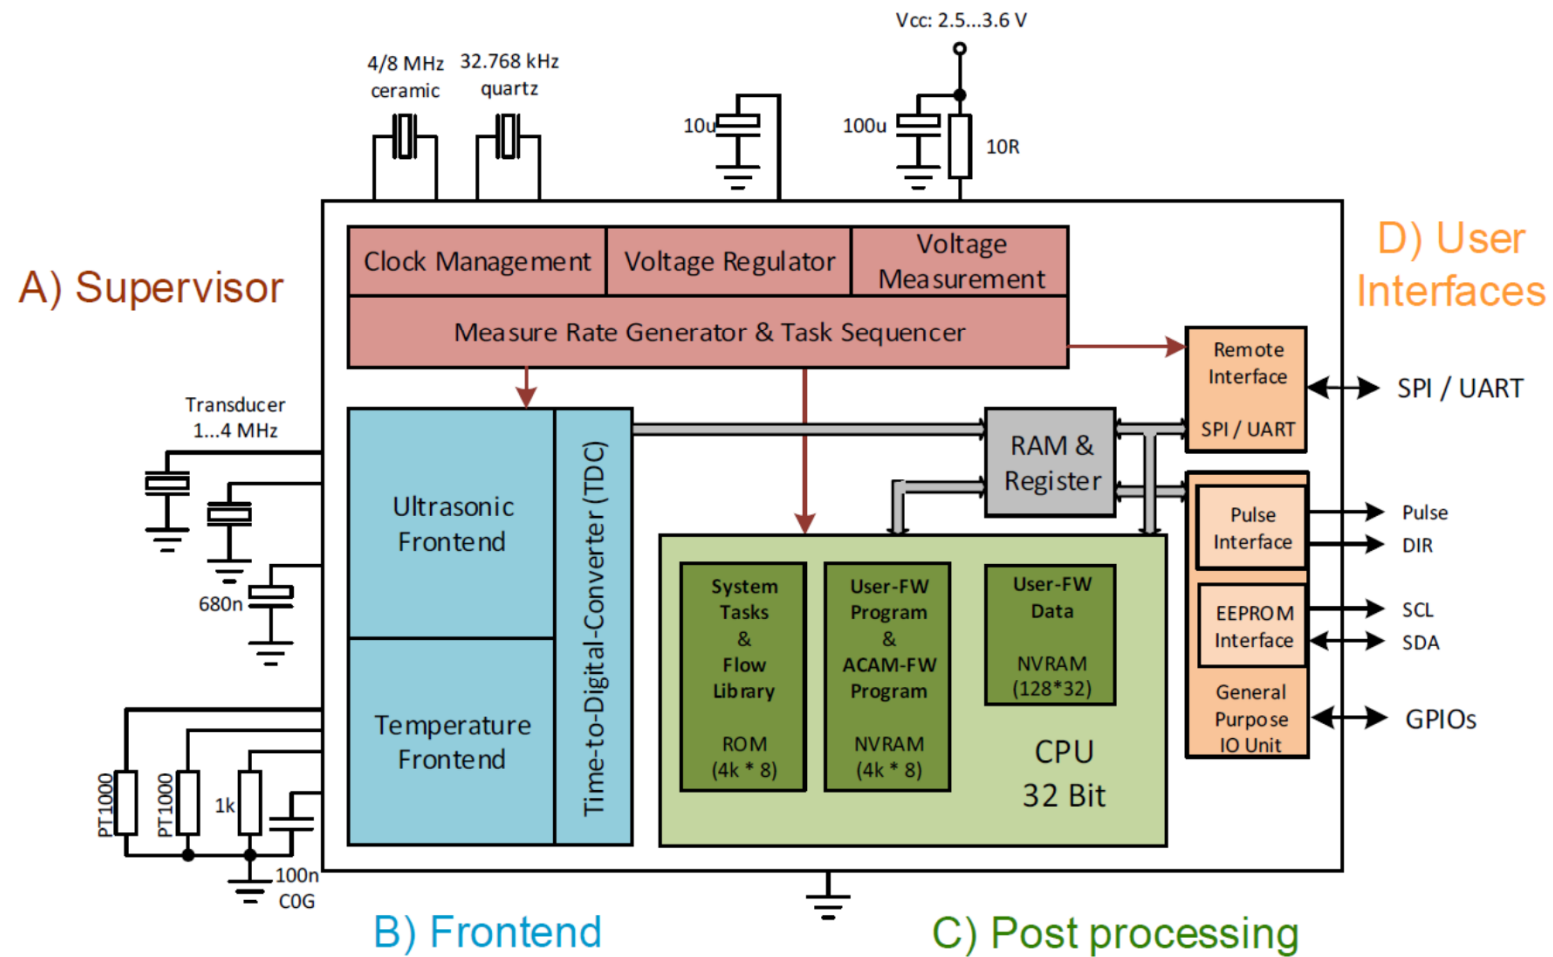 Vcc: 2.5...3.6 V
4/8 MHz
ceramic
32.768 kHz
quartz
10u
100u
10R
A) Supervisor
Clock Management
Voltage Regulator
Voltage
Measurement
Measure Rate Generator & Task Sequencer
D) User
Interfaces
Remote
Interface
SPI / UART
SPI / UART
Transducer
1...4 MHz
680n
Ultrasonic
Frontend
Time-to-Digital-Converter (TDC)
RAM &
Register
Pulse
Interface
Pulse
DIR
EEPROM
Interface
SCL
SDA
General
Purpose
IO Unit
GPIOs
System
Tasks
&
Flow
Library
ROM
(4k * 8)
User-FW
Program
&
ACAM-FW
Program
NVRAM
(4k * 8)
User-FW
Data
NVRAM
(128*32)
CPU
32 Bit
Temperature
Frontend
PT1000
PT1000
1k
100n
C0G
B) Frontend
C) Post processing